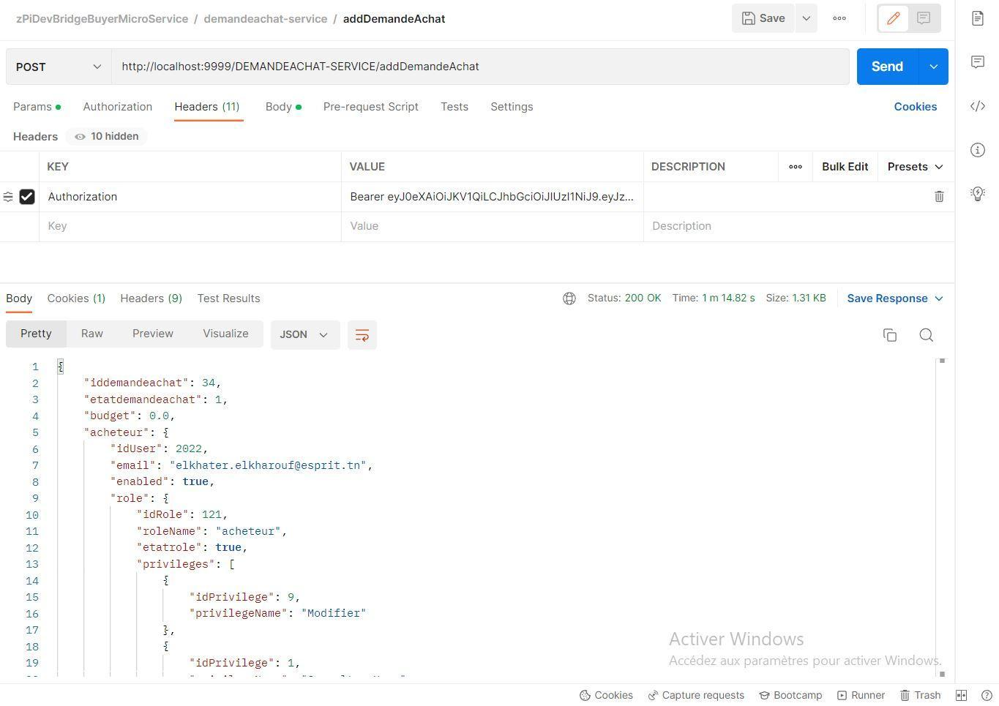 zPiDevBridgeBuyerMicroService / demandeachat-service / addDemandeAchat
Save
POST
http://localhost:9999/DEMANDEACHAT-SERVICE/addDemandeAchat
Send
Params Authorization Headers (11) Body Pre-request Script Tests Settings Cookies
Headers 10 hidden
KEY VALUE DESCRIPTION Bulk Edit Presets
Authorization Bearer eyJ0eXAiOiJKV1QiLCJhbGciOiJIUzI1NiJ9.eyJz...
Key Value Description
Body Cookies (1) Headers (9) Test Results Status: 200 OK Time: 1 m 14.82 s Size: 1.31 KB Save Response
Pretty Raw Preview Visualize JSON
1 {
2 "iddemandeachat": 34,
3 "etatdemandeachat": 1,
4 "budget": 0.0,
5 "acheteur": {
6 "idUser": 2022,
7 "email": "elkhater.elkharouf@esprit.tn",
8 "enabled": true,
9 "role": {
10 "idRole": 121,
11 "roleName": "acheteur",
12 "etatrole": true,
13 "privileges": [
14 {
15 "idPrivilege": 9,
16 "privilegeName": "Modifier"
17 },
18 {
19 "idPrivilege": 1,
Activer Windows
Accédez aux paramètres pour activer Windows.
Cookies Capture requests Bootcamp Runner Trash